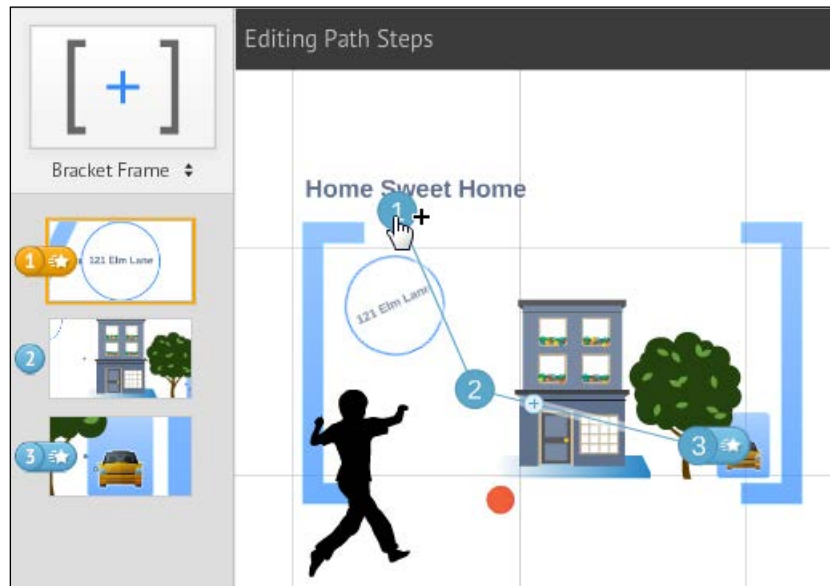 Editing Path Steps
Bracket Frame
1
121 Elm Lane
2
3
Home Sweet Home
1
121 Elm Lane
2
3